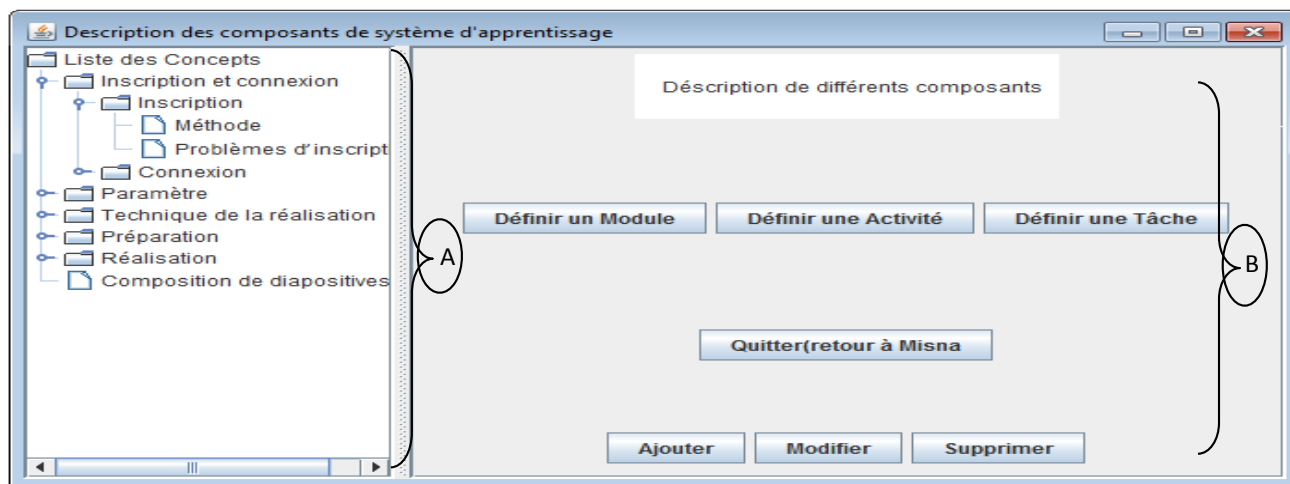 Description des composants de système d'apprentissage
Liste des Concepts
Inscription et connexion
Inscription
Méthode
Problèmes d'inscript
Connexion
Paramètre
Technique de la réalisation
Préparation
Réalisation
Composition de diapositives
A
Déscription de différents composants
Définir un Module Définir une Activité Définir une Tâche
B
Quitter(retour à Misna
Ajouter Modifier Supprimer